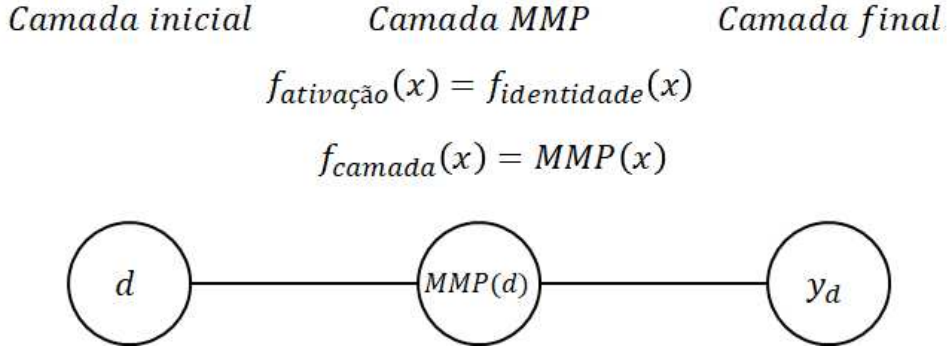 Camada inicial Camada MMP Camada final
f_ativação(x) = f_identidade(x)
f_camada(x) = MMP(x)
d MMP(d) y_d